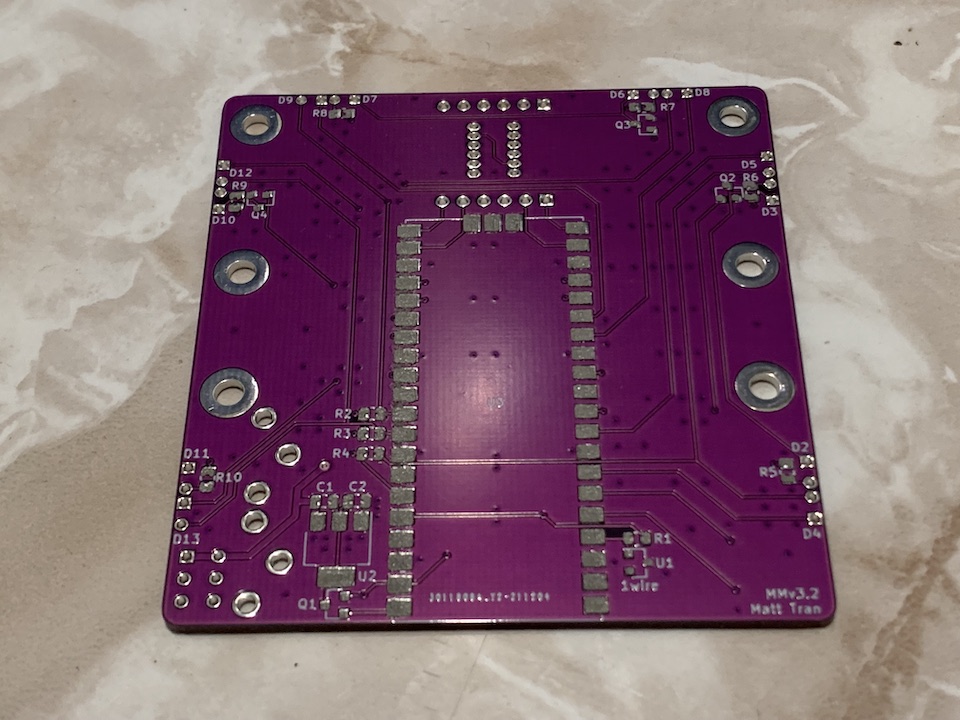 D9 D7 D6 D8
R8 R7
Q3
D12 D5
R9 Q2 R6
D10 Q4 D3
R2
R3
R4
D11 D2
R10 R5
C1 C2
D13 D4
R1
U2 U1
Q1 1wire
MMv3.2
Matt Tran